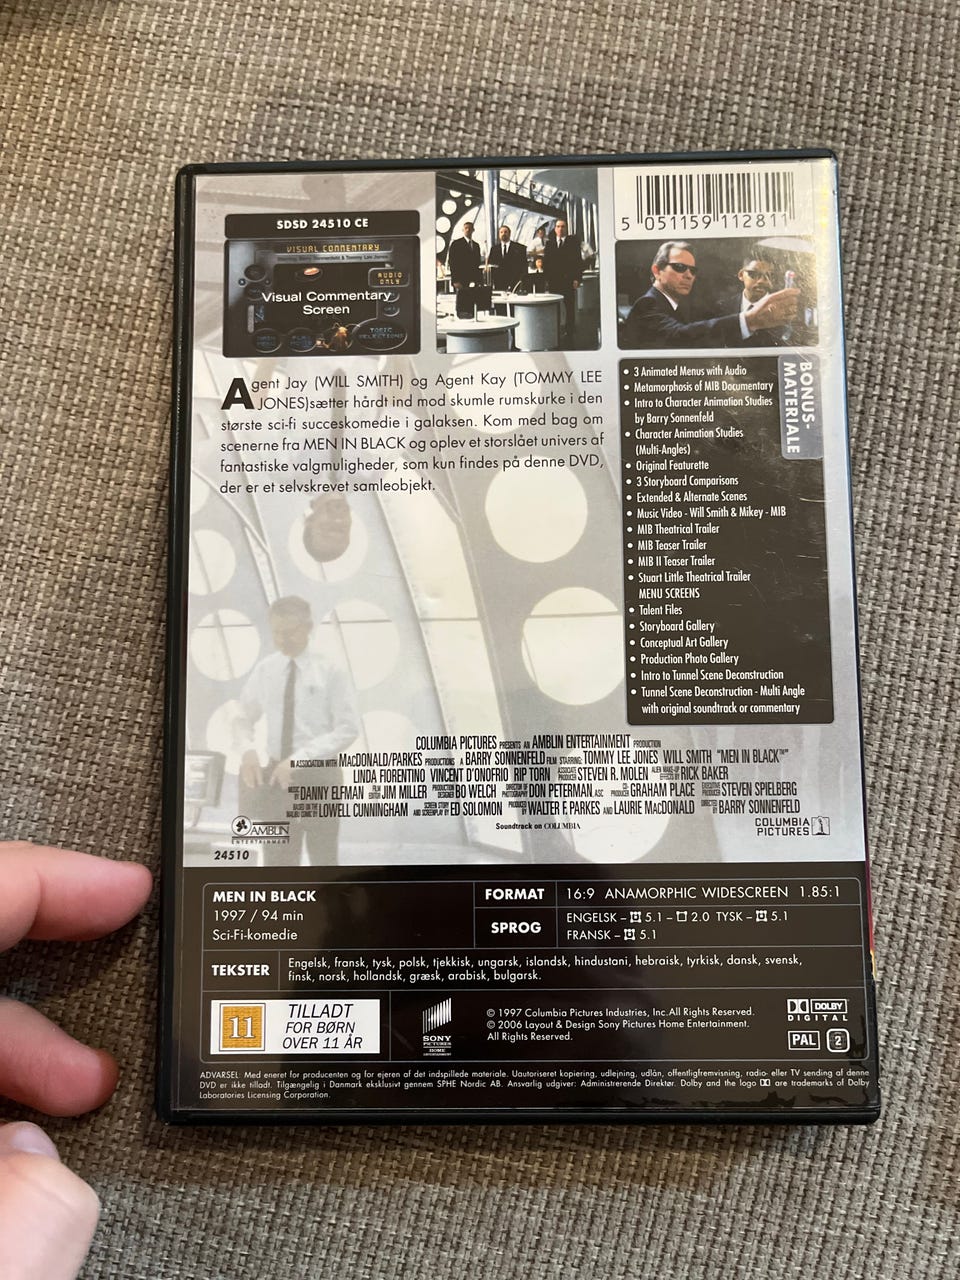 SDSD 24510 CE
VISUAL COMMENTARY
Starring Barry Sonnenfeld & Tommy Lee Jones
AUDIO
ONLY
Visual Commentary
Screen
MAIN
MENU
PLAY
MOVIE
TOPIC
SELECTIONS
5 051159 112811
Agent Jay (WILL SMITH) og Agent Kay (TOMMY LEE
JONES)sætter hårdt ind mod skumle rumskurke i den
største sci-fi succeskomedie i galaksen. Kom med bag om
scenerne fra MEN IN BLACK og oplev et storslået univers af
fantastiske valgmuligheder, som kun findes på denne DVD,
der er et selvskrevet samleobjekt.
BONUS-
MATERIALE
• 3 Animated Menus with Audio
• Metamorphosis of MIB Documentary
• Intro to Character Animation Studies
by Barry Sonnenfeld
• Character Animation Studies
(Multi-Angles)
• Original Featurette
• 3 Storyboard Comparisons
• Extended & Alternate Scenes
• Music Video - Will Smith & Mikey - MIB
• MIB Theatrical Trailer
• MIB Teaser Trailer
• MIB II Teaser Trailer
• Stuart Little Theatrical Trailer
MENU SCREENS
• Talent Files
• Storyboard Gallery
• Conceptual Art Gallery
• Production Photo Gallery
• Intro to Tunnel Scene Deconstruction
• Tunnel Scene Deconstruction - Multi Angle
with original soundtrack or commentary
COLUMBIA PICTURES PRESENTS AN AMBLIN ENTERTAINMENT PRODUCTION
IN ASSOCIATION WITH MACDONALD/PARKES PRODUCTIONS A BARRY SONNENFELD FILM STARRING: TOMMY LEE JONES WILL SMITH "MEN IN BLACK™"
LINDA FIORENTINO VINCENT D'ONOFRIO RIP TORN ASSOCIATE PRODUCER STEVEN R. MOLEN ALIEN MAKE-UP EFFECTS BY RICK BAKER
MUSIC BY DANNY ELFMAN FILM EDITOR JIM MILLER PRODUCTION DESIGNER BO WELCH DIRECTOR OF PHOTOGRAPHY DON PETERMAN, ASC CO-PRODUCER GRAHAM PLACE EXECUTIVE PRODUCER STEVEN SPIELBERG
BASED ON THE MALIBU COMIC BY LOWELL CUNNINGHAM SCREEN STORY AND SCREENPLAY BY ED SOLOMON PRODUCED BY WALTER F. PARKES AND LAURIE MACDONALD DIRECTED BY BARRY SONNENFELD
Soundtrack on COLUMBIA
AMBLIN
ENTERTAINMENT
COLUMBIA
PICTURES
24510
MEN IN BLACK
1997 / 94 min
Sci-Fi-komedie
FORMAT
16:9 ANAMORPHIC WIDESCREEN 1.85:1
SPROG
ENGELSK – 5.1 – 2.0 TYSK – 5.1
FRANSK – 5.1
TEKSTER
Engelsk, fransk, tysk, polsk, tjekkisk, ungarsk, islandsk, hindustani, hebraisk, tyrkisk, dansk, svensk,
finsk, norsk, hollandsk, græsk, arabisk, bulgarsk.
11
TILLADT
FOR BØRN
OVER 11 ÅR
SONY
PICTURES
HOME
ENTERTAINMENT
© 1997 Columbia Pictures Industries, Inc. All Rights Reserved.
© 2006 Layout & Design Sony Pictures Home Entertainment.
All Rights Reserved.
DOLBY
DIGITAL
PAL
2
ADVARSEL: Med eneret for producenten og for ejeren af det indspillede materiale. Uautoriseret kopiering, udlejning, udlån, offentligfremvisning, radio- eller TV sending af denne
DVD er ikke tilladt. Tilgængelig i Danmark eksklusivt gennem SPHE Nordic AB. Ansvarlig udgiver: Administrerende Direktør. Dolby and the logo are trademarks of Dolby
Laboratories Licensing Corporation.